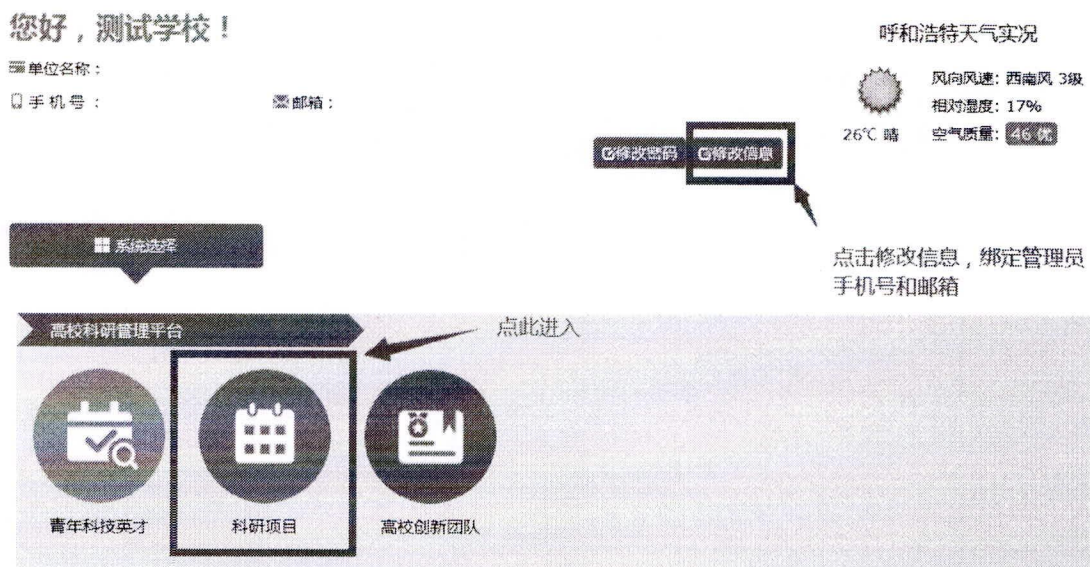 您好，测试学校！
呼和浩特天气实况
单位名称：
手机号：
邮箱：
风向风速：西南风 3级
相对湿度：17%
26℃ 晴
空气质量：46 优
修改密码
修改信息
系统选择
点击修改信息，绑定管理员
手机号和邮箱
高校科研管理平台
点此进入
青年科技英才
科研项目
高校创新团队